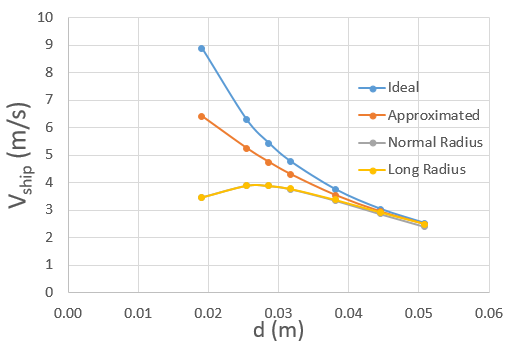 10
9
8
7
6
5
4
3
2
1
0
V_ship (m/s)
Ideal
Approximated
Normal Radius
Long Radius
0.00 0.01 0.02 0.03 0.04 0.05 0.06
d (m)